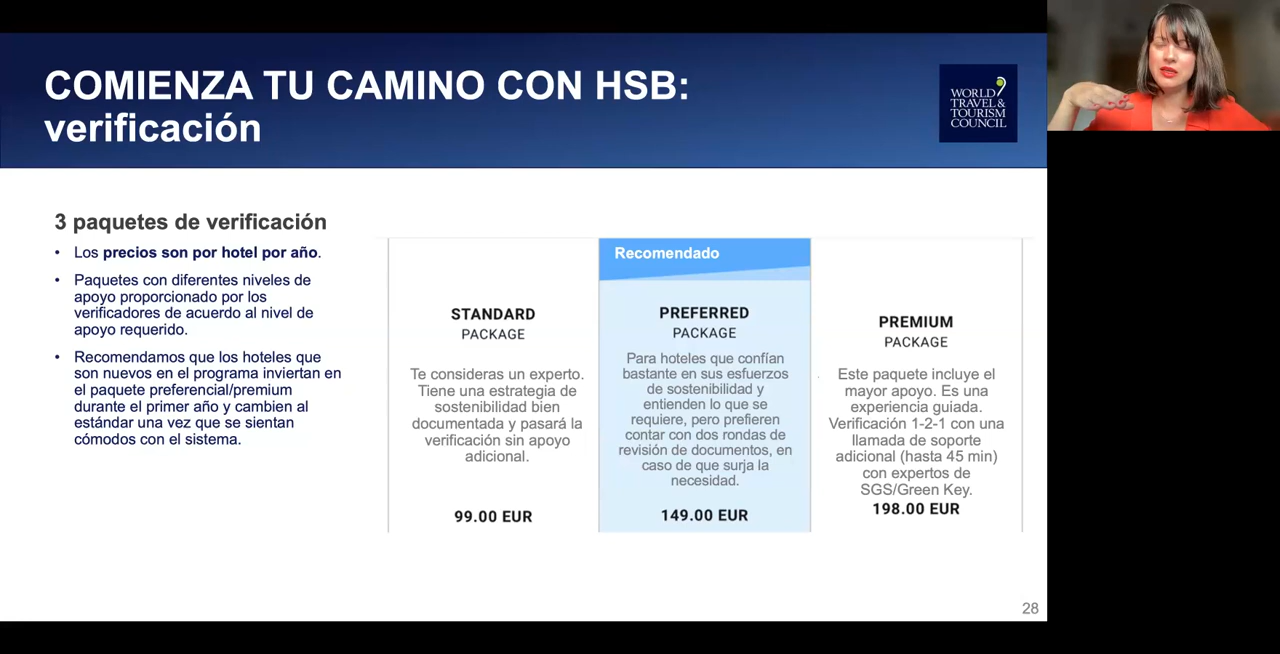 COMIENZA TU CAMINO CON HSB:
verificación
WORLD
TRAVEL &
TOURISM
COUNCIL
3 paquetes de verificación
• Los precios son por hotel por año.
• Paquetes con diferentes niveles de
apoyo proporcionado por los
verificadores de acuerdo al nivel de
apoyo requerido.
• Recomendamos que los hoteles que
son nuevos en el programa inviertan en
el paquete preferencial/premium
durante el primer año y cambien al
estándar una vez que se sientan
cómodos con el sistema.
STANDARD
PACKAGE
Te consideras un experto.
Tiene una estrategia de
sostenibilidad bien
documentada y pasará la
verificación sin apoyo
adicional.
99.00 EUR
Recomendado
PREFERRED
PACKAGE
Para hoteles que confían
bastante en sus esfuerzos
de sostenibilidad y
entienden lo que se
requiere, pero prefieren
contar con dos rondas de
revisión de documentos, en
caso de que surja la
necesidad.
149.00 EUR
PREMIUM
PACKAGE
Este paquete incluye el
mayor apoyo. Es una
experiencia guiada.
Verificación 1-2-1 con una
llamada de soporte
adicional (hasta 45 min)
con expertos de
SGS/Green Key.
198.00 EUR
28